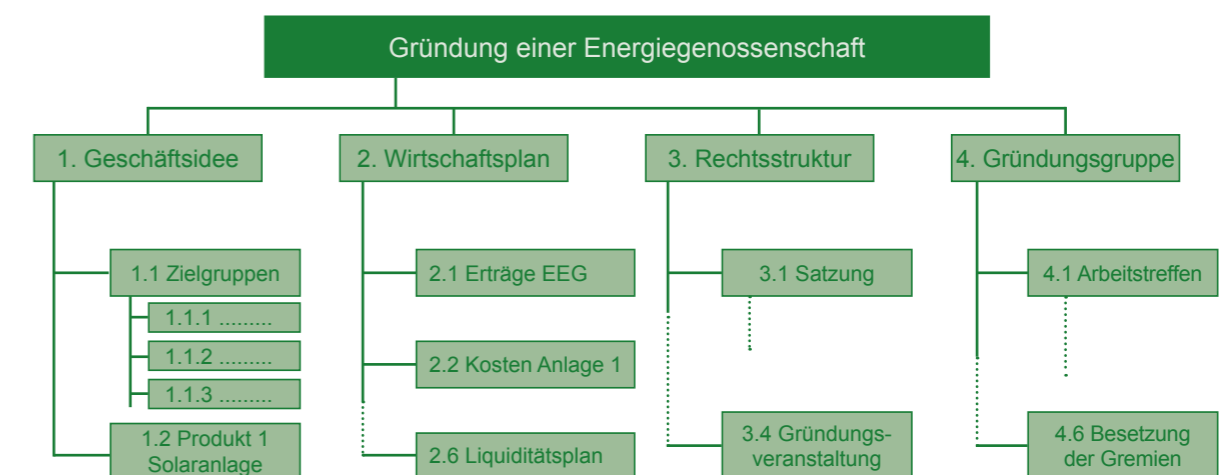 Gründung einer Energiegenossenschaft
1. Geschäftsidee
2. Wirtschaftsplan
3. Rechtsstruktur
4. Gründungsgruppe
1.1 Zielgruppen
1.1.1 .........
1.1.2 .........
1.1.3 .........
1.2 Produkt 1
Solaranlage
2.1 Erträge EEG
2.2 Kosten Anlage 1
2.6 Liquiditätsplan
3.1 Satzung
3.4 Gründungs-
veranstaltung
4.1 Arbeitstreffen
4.6 Besetzung
der Gremien